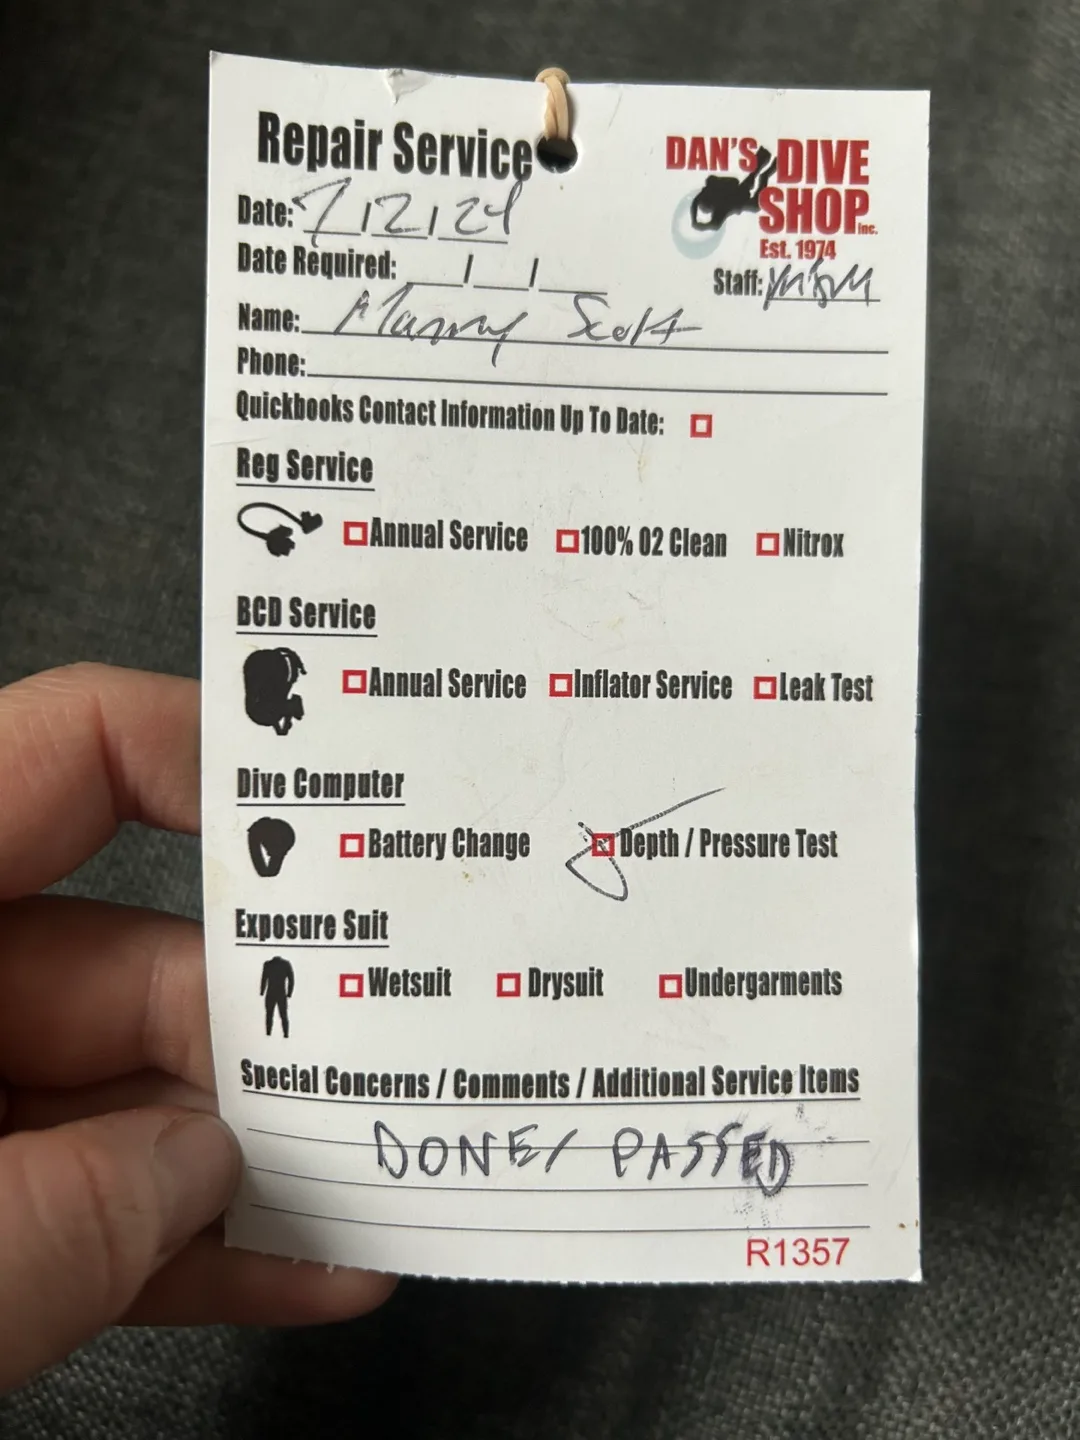 Repair Service
DAN'S DIVE
SHOP Inc.
Est. 1974
Date: 7/12/24
Date Required: / /
Staff:
Name: Manny Scott
Phone:
Quickbooks Contact Information Up To Date:
Reg Service
Annual Service 100% O2 Clean Nitrox
BCD Service
Annual Service Inflator Service Leak Test
Dive Computer
Battery Change Depth / Pressure Test
Exposure Suit
Wetsuit Drysuit Undergarments
Special Concerns / Comments / Additional Service Items
DONE/ PASSED
R1357